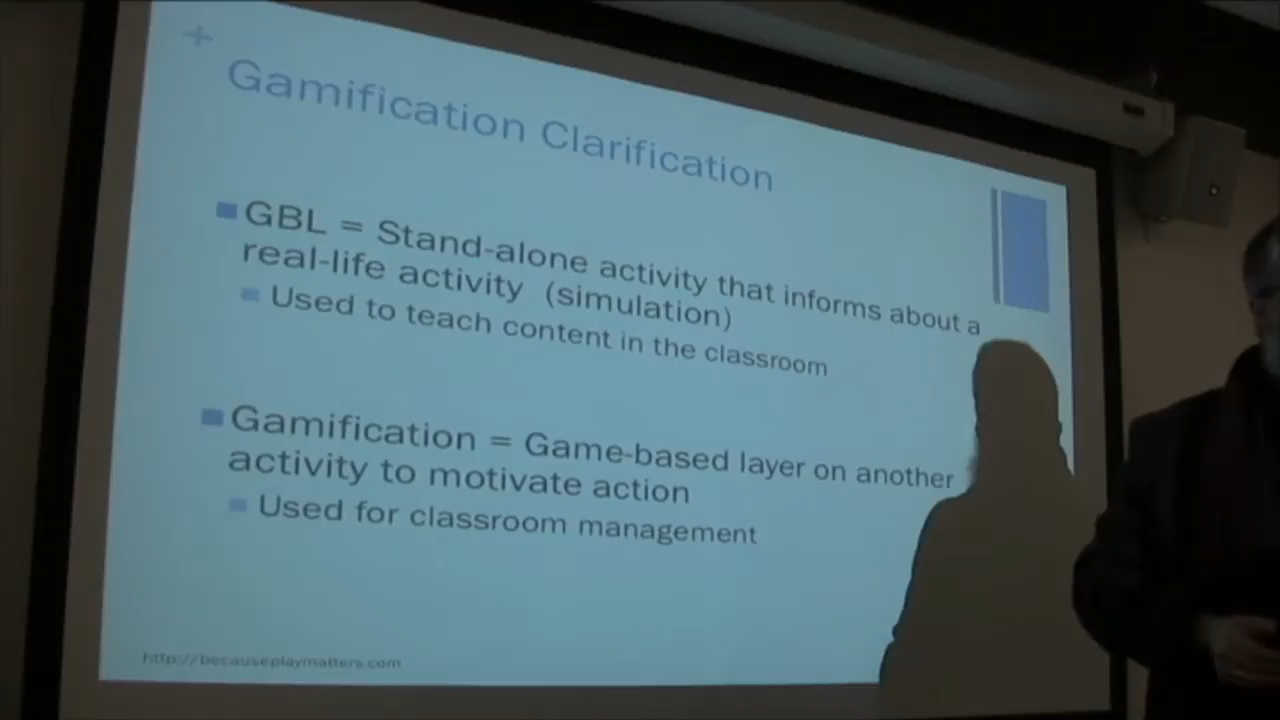 +
Gamification Clarification
GBL = Stand-alone activity that informs about a
real-life activity (simulation)
Used to teach content in the classroom
Gamification = Game-based layer on another
activity to motivate action
Used for classroom management
http://becauseplaymatters.com